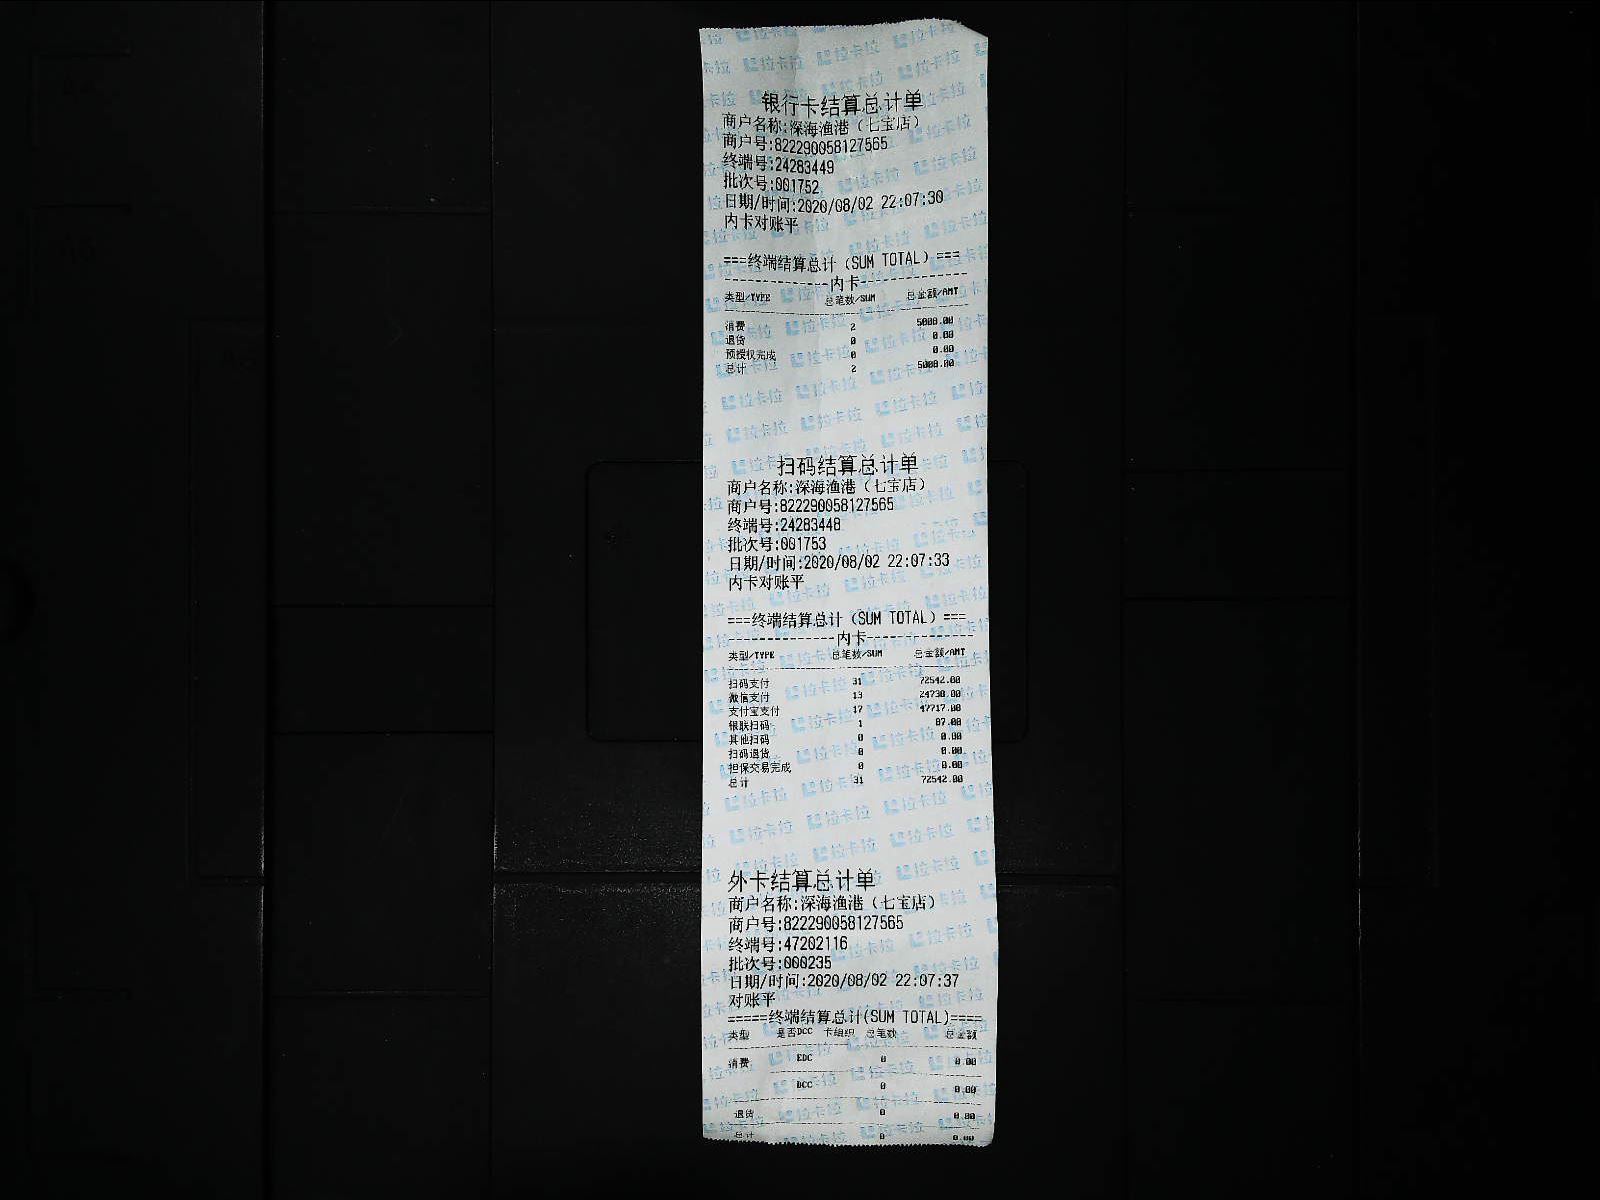 银行卡结算总计单
商户名称:深海渔港（七宝店）
商户号:822290058127565
终端号:24283449
批次号:001752
日期/时间:2020/08/02 22:07:30
内卡对账平
===终端结算总计（SUM TOTAL）===
内卡
类型/TYPE 总笔数/SUM 总金额/AMT
消费 2
退货 0 0.00
预授权完成 0 0.00
总计 2
扫码结算总计单
商户名称:深海渔港（七宝店）
商户号:822290058127565
终端号:24283448
批次号:001753
日期/时间:2020/08/02 22:07:33
内卡对账平
===终端结算总计（SUM TOTAL）===
内卡
类型/TYPE 总笔数/SUM 总金额/AMT
扫码支付 31 72542.00
微信支付 13 24738.00
支付宝支付 17 47717.00
银联扫码 1 87.00
其他扫码 0 0.00
扫码退货 0 0.00
担保交易完成 0 0.00
总计 31 72542.00
外卡结算总计单
商户名称:深海渔港（七宝店）
商户号:822290058127565
终端号:47202116
批次号:000235
日期/时间:2020/08/02 22:07:37
对账平
=====终端结算总计(SUM TOTAL)====
类型 是否DCC 卡组织 总笔数 总金额
消费 EDC 0 0.00
DCC 0 0.00
退货 0 0.00
总计 0 0.00